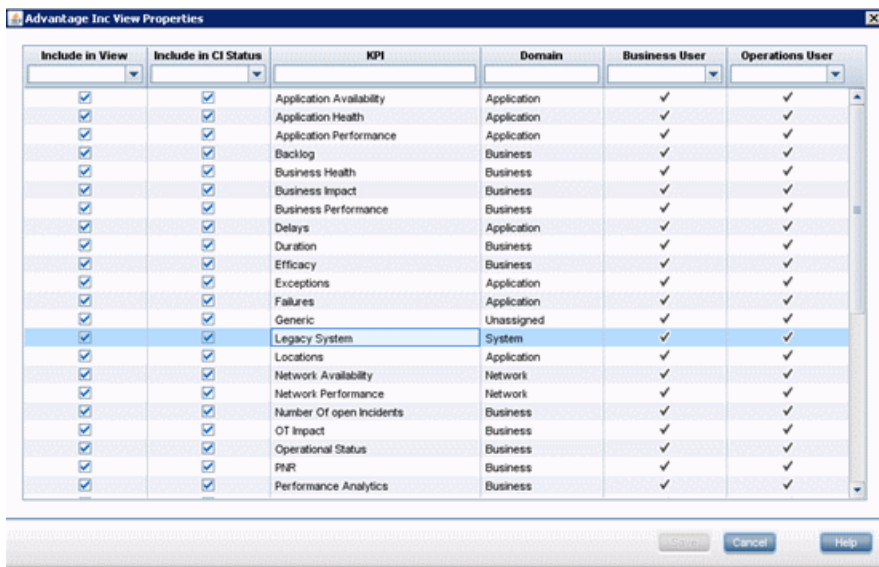 Advantage Inc View Properties
Include in View Include in CI Status KPI Domain Business User Operations User
Application Availability Application
Application Health Application
Application Performance Application
Backlog Business
Business Health Business
Business Impact Business
Business Performance Business
Delays Application
Duration Business
Efficacy Business
Exceptions Application
Failures Application
Generic Unassigned
Legacy System System
Locations Application
Network Availability Network
Network Performance Network
Number Of open Incidents Business
OT Impact Business
Operational Status Business
PNR Business
Performance Analytics Business
Save Cancel Help